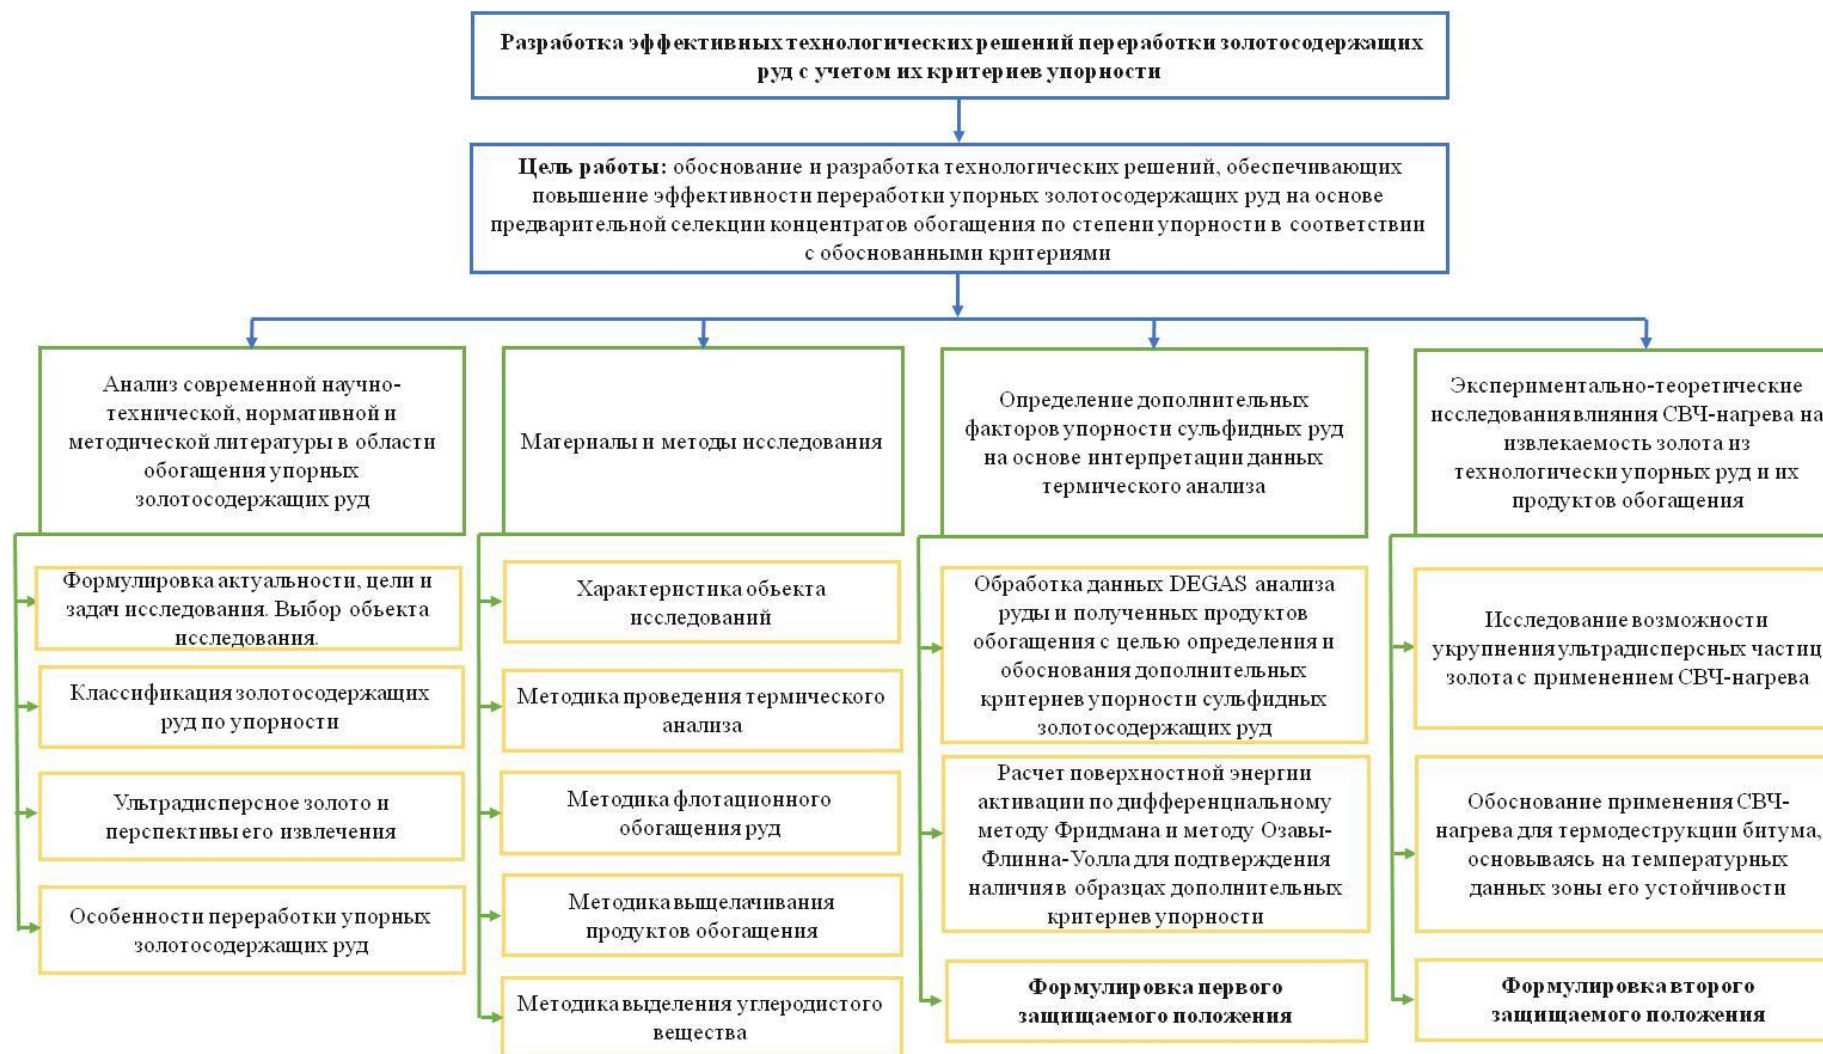 Разработка эффективных технологических решений переработки золотосодержащих
руд с учетом их критериев упорности
Цель работы: обоснование и разработка технологических решений, обеспечивающих
повышение эффективности переработки упорных золотосодержащих руд на основе
предварительной селекции концентратов обогащения по степени упорности в соответствии
с обоснованными критериями
Анализ современной научно-
технической, нормативной и
методической литературы в области
обогащения упорных
золотосодержащих руд
Формулировка актуальности, цели и
задач исследования. Выбор объекта
исследования.
Классификация золотосодержащих
руд по упорности
Ультрадисперсное золото и
перспективы его извлечения
Особенности переработки упорных
золотосодержащих руд
Материалы и методы исследования
Характеристика объекта
исследований
Методика проведения термического
анализа
Методика флотационного
обогащения руд
Методика выщелачивания
продуктов обогащения
Методика выделения углеродистого
вещества
Определение дополнительных
факторов упорности сульфидных руд
на основе интерпретации данных
термического анализа
Обработка данных DEGAS анализа
руды и полученных продуктов
обогащения с целью определения и
обоснования дополнительных
критериев упорности сульфидных
золотосодержащих руд
Расчет поверхностной энергии
активации по дифференциальному
методу Фридмана и методу Озавы-
Флинна-Уолла для подтверждения
наличия в образцах дополнительных
критериев упорности
Формулировка первого
защищаемого положения
Экспериментально-теоретические
исследования влияния СВЧ-нагрева на
извлекаемость золота из
технологически упорных руд и их
продуктов обогащения
Исследование возможности
укрупнения ультрадисперсных частиц
золота с применением СВЧ-нагрева
Обоснование применения СВЧ-
нагрева для термодеструкции битума,
основываясь на температурных
данных зоны его устойчивости
Формулировка второго
защищаемого положения